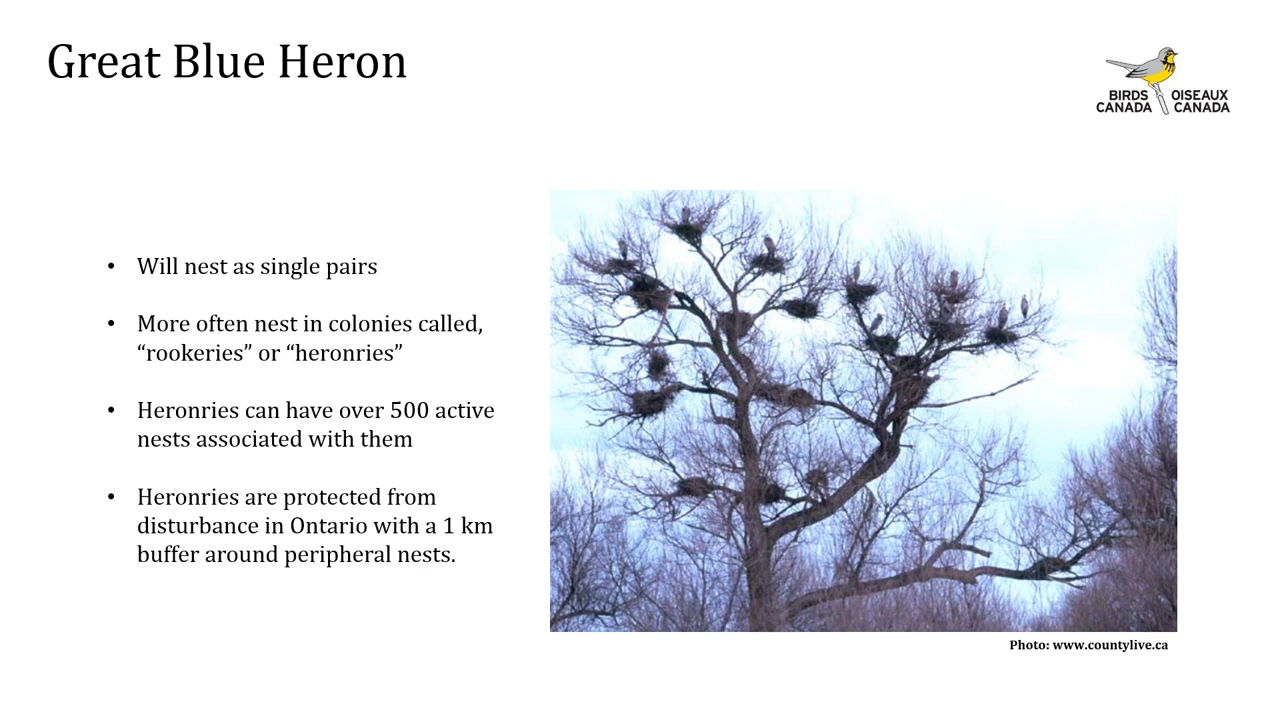 Great Blue Heron
BIRDS OISEAUX
CANADA CANADA
• Will nest as single pairs
• More often nest in colonies called,
“rookeries” or “heronries”
• Heronries can have over 500 active
nests associated with them
• Heronries are protected from
disturbance in Ontario with a 1 km
buffer around peripheral nests.
Photo: www.countylive.ca